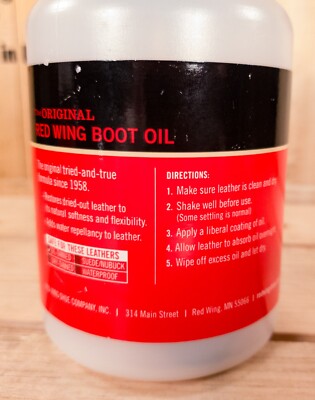 The ORIGINAL
RED WING BOOT OIL
The original tried-and-true
formula since 1958.
Restores dried-out leather to
its natural softness and flexibility.
Adds water repellency to leather.
FOR THESE LEATHERS
SUEDE/NUBUCK
WATERPROOF
DIRECTIONS:
1. Make sure leather is clean and dry.
2. Shake well before use.
(Some settling is normal)
3. Apply a liberal coating of oil.
4. Allow leather to absorb oil
5. Wipe off excess oil and let dry.
SHOE COMPANY, INC. | 314 Main Street | Red Wing, MN 55066 |